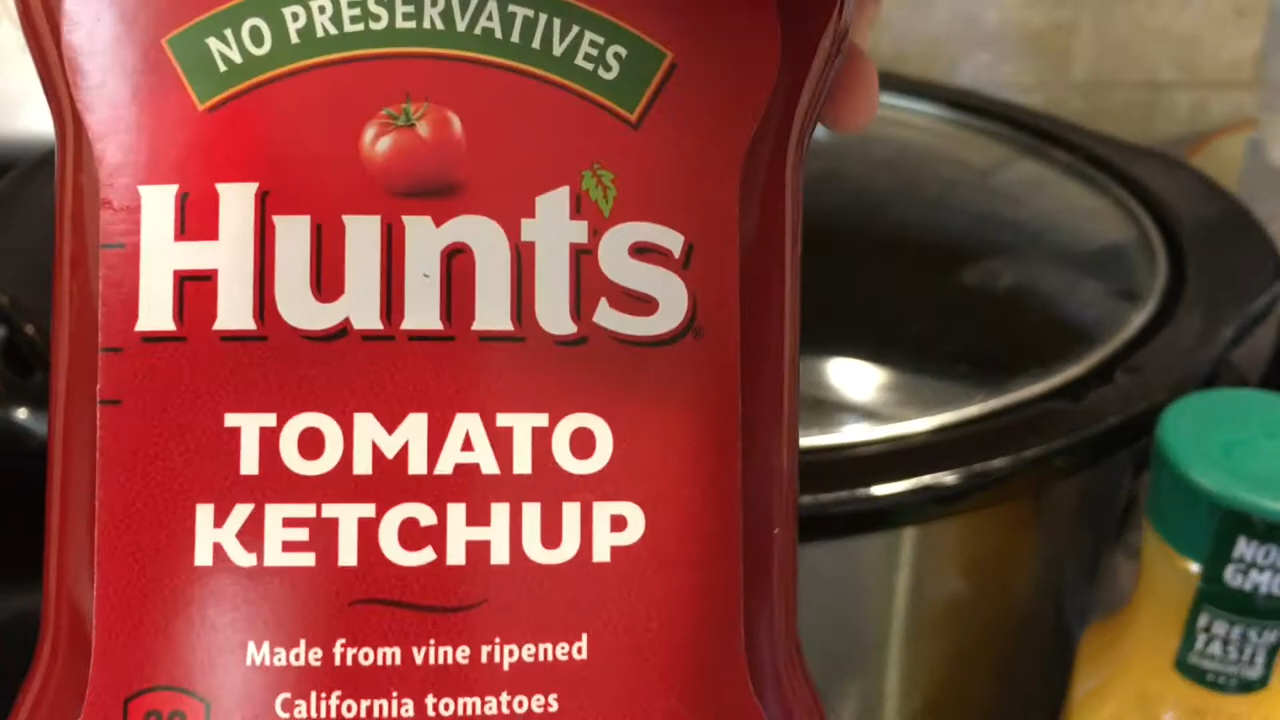 NO PRESERVATIVES
Hunt's
®
TOMATO
KETCHUP
Made from vine ripened
California tomatoes
NON
GMO
FRESH
TASTE